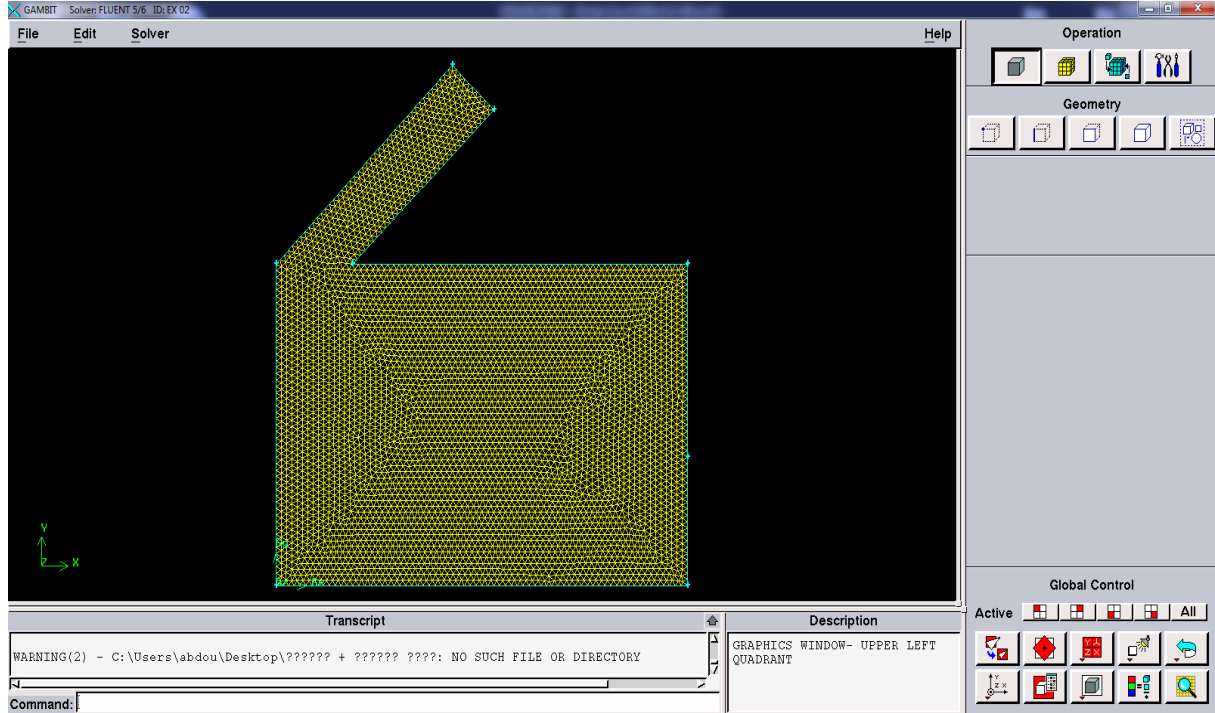 GAMBIT Solver: FLUENT 5/6 ID: EX 02
File Edit Solver Help
Operation
Geometry
Y
Z X
Transcript
WARNING(2) - C:\Users\abdou\Desktop\?????? + ?????? ????: NO SUCH FILE OR DIRECTORY
Command:
Description
GRAPHICS WINDOW- UPPER LEFT
QUADRANT
Global Control
Active All